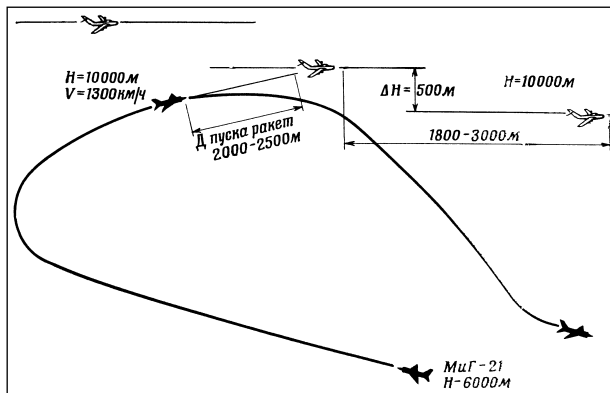 H=10000м
V=1300км/ч
ΔH=500м
H=10000м
Д пуска ракет
2000-2500м
1800-3000м
МиГ-21
H-6000м